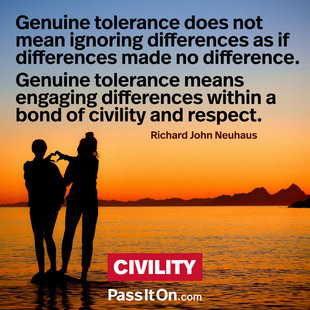 Genuine tolerance does not
mean ignoring differences as if
differences made no difference.
Genuine tolerance means
engaging differences within a
bond of civility and respect.
Richard John Neuhaus
CIVILITY
PassItOn.com